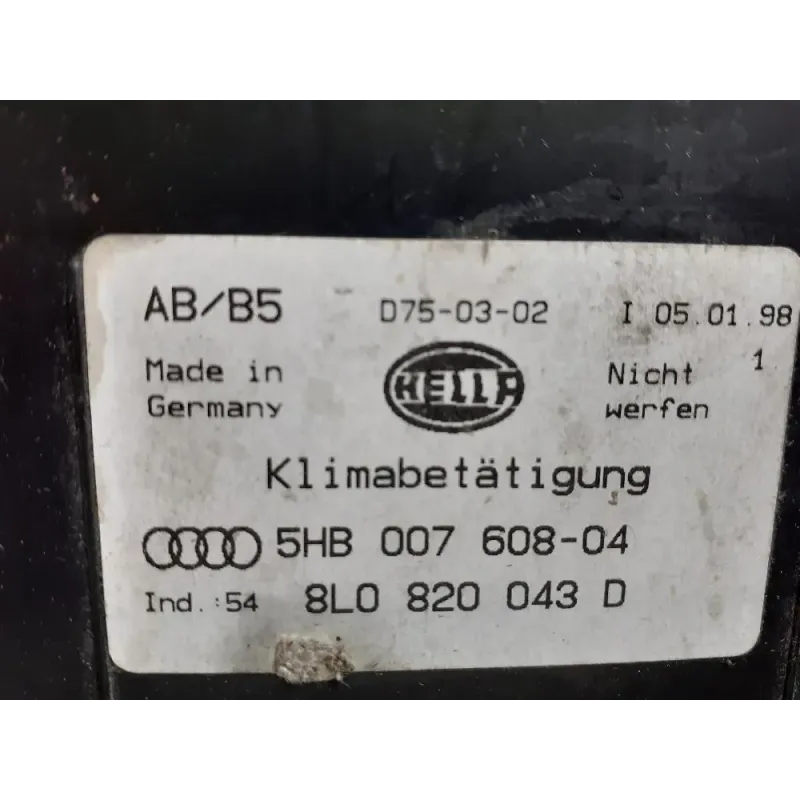 AB/B5 D75-03-02 I 05.01.98
Made in HELLA Nicht 1
Germany werfen
Klimabetätigung
5HB 007 608-04
Ind.:54 8L0 820 043 D